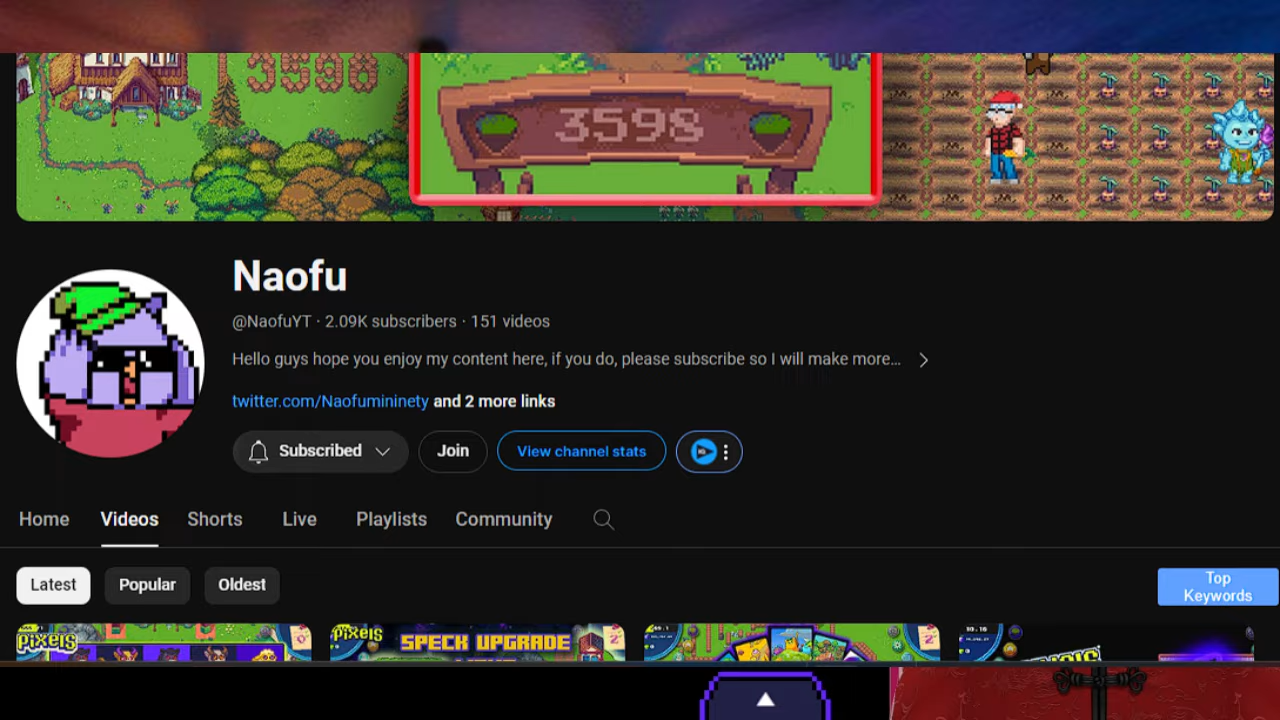 3598
3598
Naofu
@NaofuYT · 2.09K subscribers · 151 videos
Hello guys hope you enjoy my content here, if you do, please subscribe so I will make more...
twitter.com/Naofumininety and 2 more links
Subscribed Join View channel stats
Home Videos Shorts Live Playlists Community
Latest Popular Oldest
Top
Keywords
PiXELS
PiXELS SPECK UPGRADE